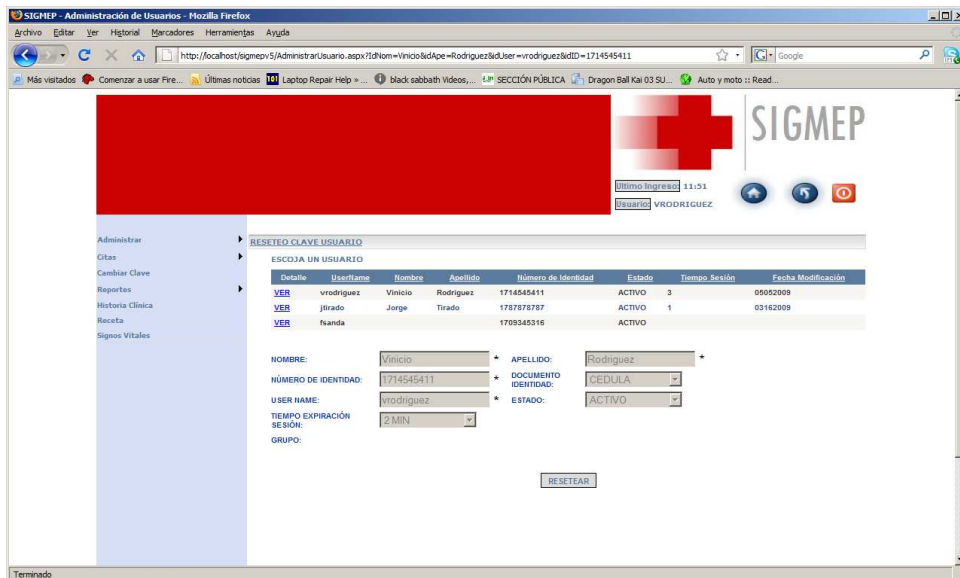 SIGMEP - Administración de Usuarios - Mozilla Firefox
Archivo Editar Ver Historial Marcadores Herramientas Ayuda
http://localhost/sigmepv5/AdministrarUsuario.aspx?IdNom=Vinicio&idApe=Rodriguez&idUser=vrodriguez&idID=1714545411
Google
Más visitados Comenzar a usar Fire... Últimas noticias 101 Laptop Repair Help » ... black sabbath Videos,... SECCIÓN PÚBLICA Dragon Ball Kai 03 SU... Auto y moto :: Read...
SIGMEP
Ultimo Ingreso: 11:51
Usuario: VRODRIGUEZ
Administrar
Citas
Cambiar Clave
Reportes
Historia Clínica
Receta
Signos Vitales
RESETEO CLAVE USUARIO
ESCOJA UN USUARIO
Detalle UserName Nombre Apellido Número de Identidad Estado Tiempo Sesión Fecha Modificación
VER vrodriguez Vinicio Rodriguez 1714545411 ACTIVO 3 05052009
VER jtirado Jorge Tirado 1787878787 ACTIVO 1 03162009
VER fsanda 1709345316 ACTIVO
NOMBRE: Vinicio * APELLIDO: Rodriguez *
NÚMERO DE IDENTIDAD: 1714545411 * DOCUMENTO IDENTIDAD: CEDULA
USER NAME: vrodriguez * ESTADO: ACTIVO
TIEMPO EXPIRACIÓN SESIÓN: 2 MIN
GRUPO:
RESETEAR
Terminado